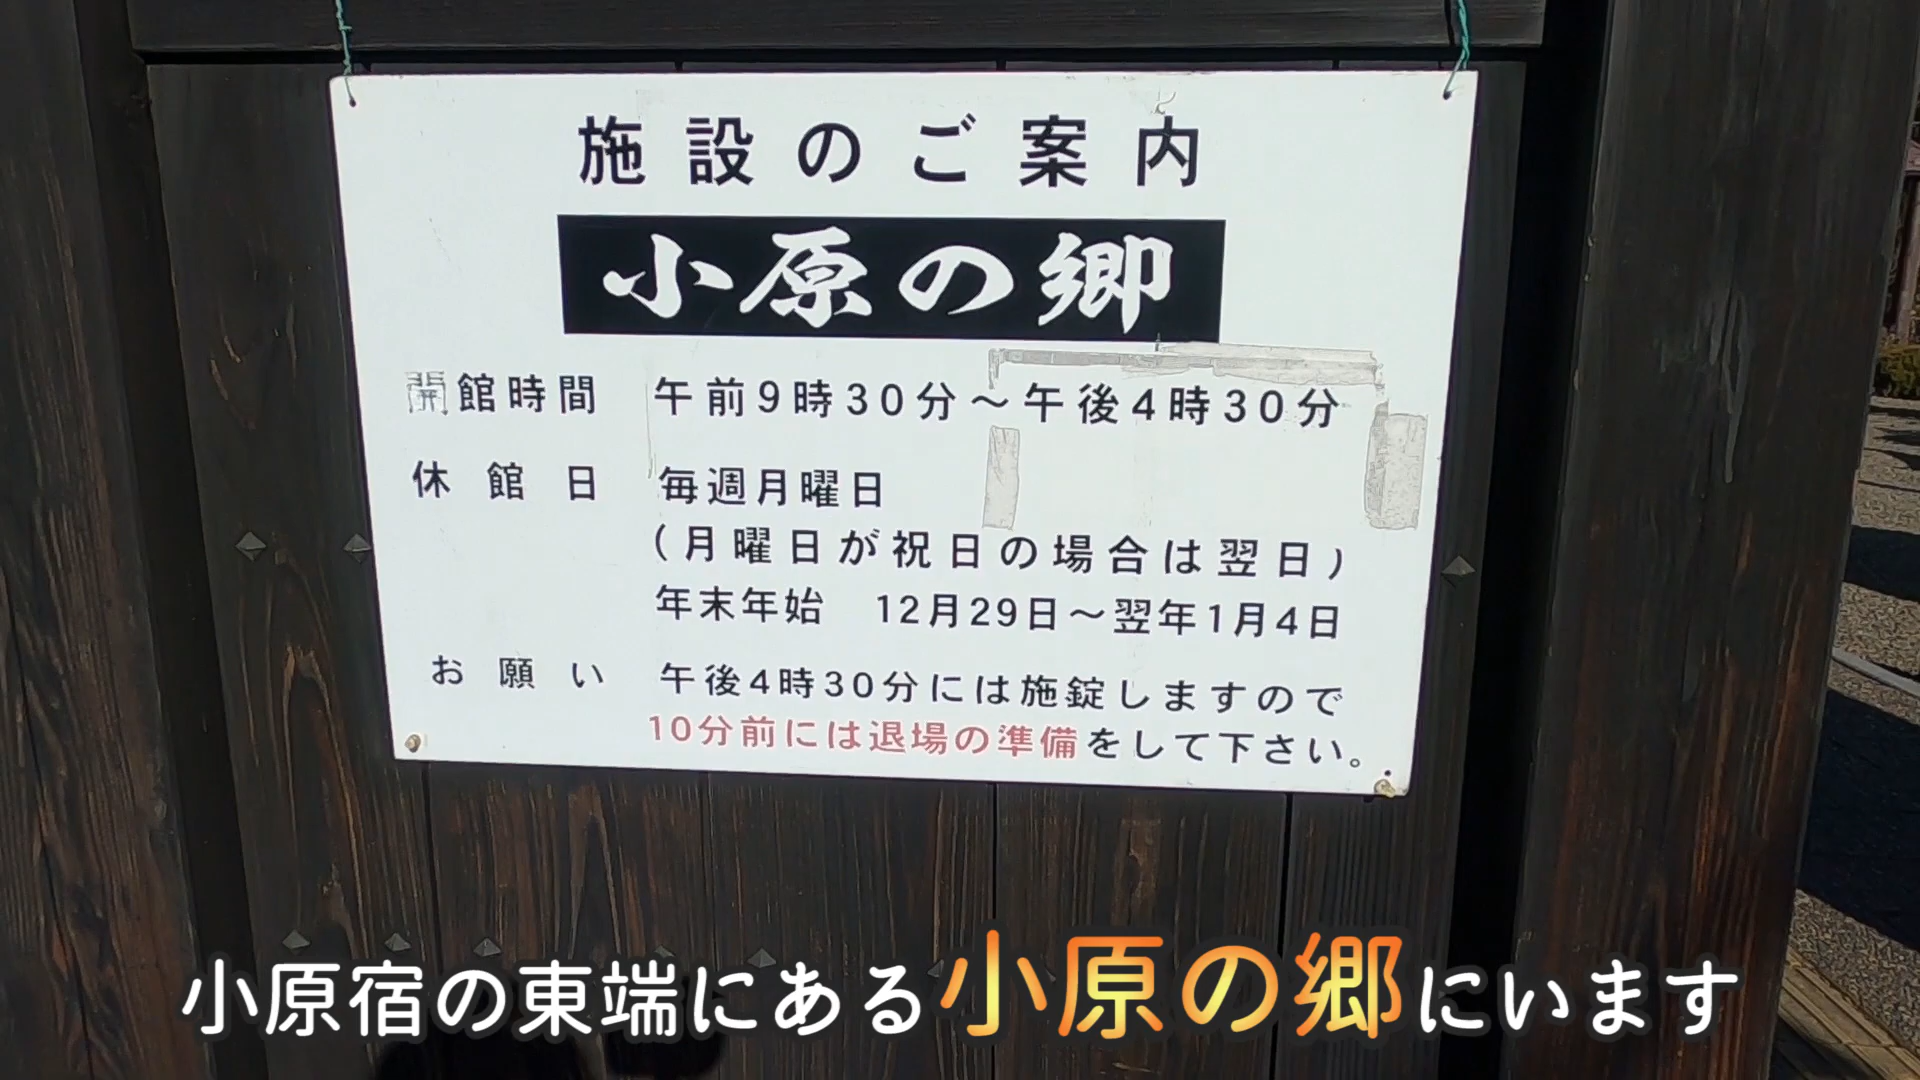 施設のご案内
小原の郷
開館時間 午前9時30分～午後4時30分
休館日 毎週月曜日
(月曜日が祝日の場合は翌日)
年末年始 12月29日～翌年1月4日
お願い 午後4時30分には施錠しますので
10分前には退場の準備をして下さい。
小原宿の東端にある小原の郷にいます